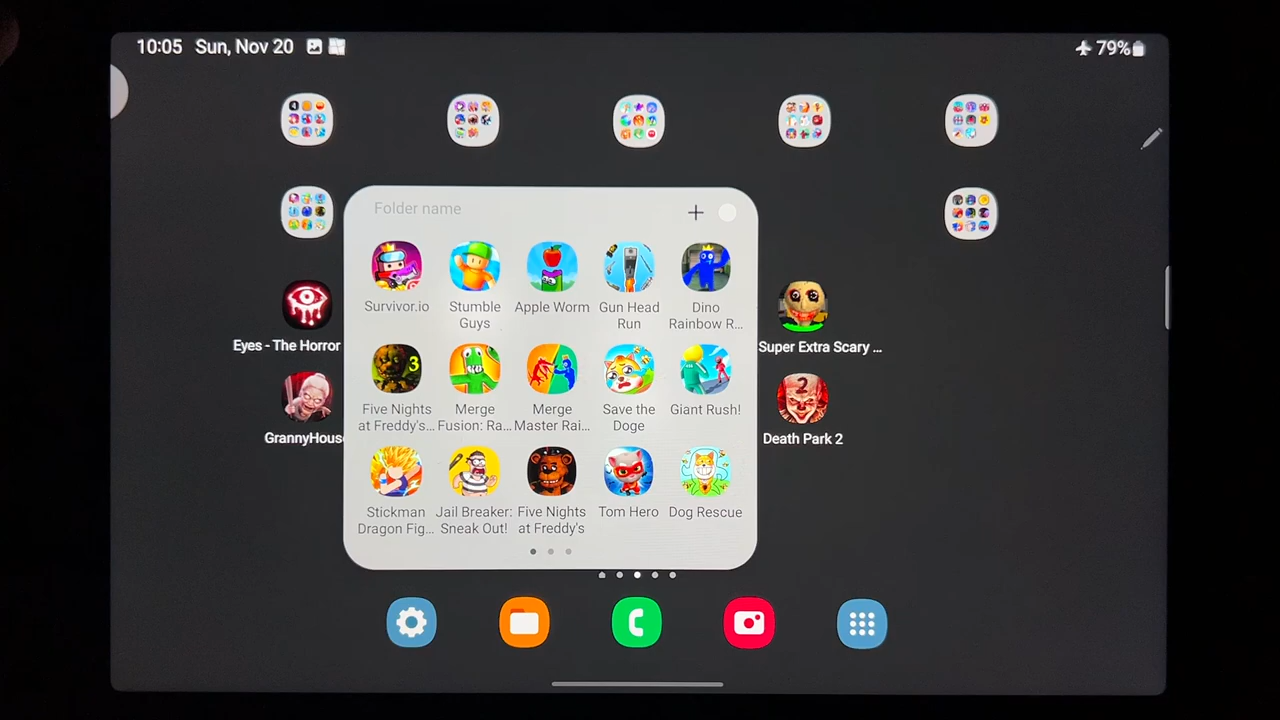 10:05 Sun, Nov 20
79%
Folder name
Survivor.io
Stumble
Guys
Apple Worm
Gun Head
Run
Dino
Rainbow R...
Eyes - The Horror
Super Extra Scary ...
3
Five Nights
at Freddy's...
Merge
Fusion: Ra...
Merge
Master Rai...
Save the
Doge
Giant Rush!
GrannyHouse
2
Death Park 2
Stickman
Dragon Fig...
Jail Breaker:
Sneak Out!
Five Nights
at Freddy's
Tom Hero
Dog Rescue